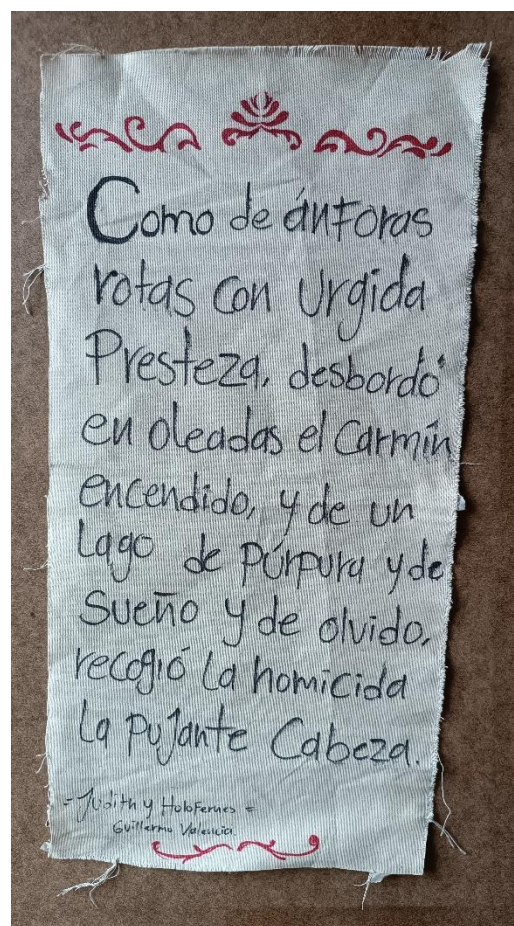 Como de ánforas
rotas con Urgida
Presteza, desbordó
en oleadas el Carmín
encendido, y de un
Lago de Púrpura y de
Sueño y de olvido,
recogió la homicida
la Pujante Cabeza.
= Judith y Holofernes =
Guillermo Valencia.